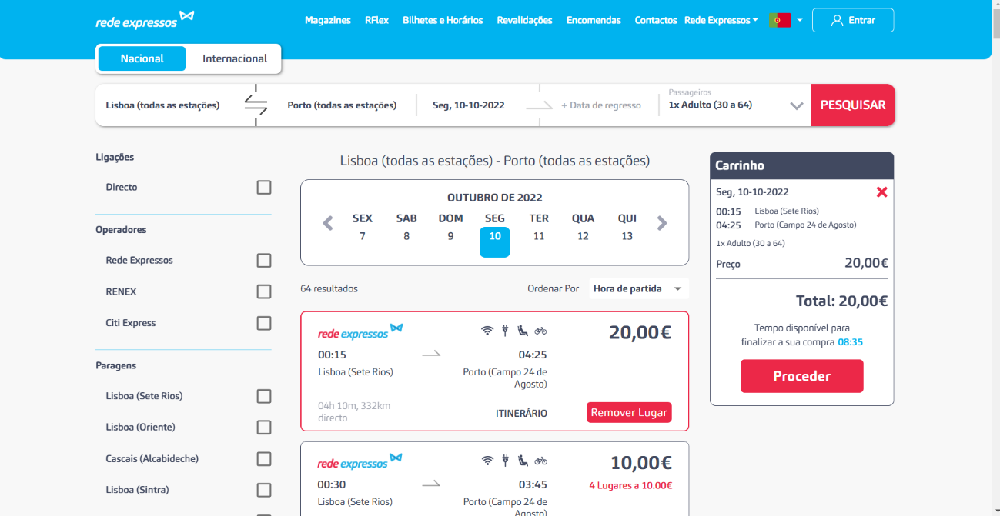 rede expressos
Magazines RFlex Bilhetes e Horários Revalidações Encomendas Contactos Rede Expressos Entrar
Nacional Internacional
Lisboa (todas as estações) Porto (todas as estações) Seg, 10-10-2022 + Data de regresso
Passageiros
1x Adulto (30 a 64)
PESQUISAR
Ligações
Directo
Operadores
Rede Expressos
RENEX
Citi Express
Paragens
Lisboa (Sete Rios)
Lisboa (Oriente)
Cascais (Alcabideche)
Lisboa (Sintra)
Lisboa (todas as estações) - Porto (todas as estações)
OUTUBRO DE 2022
SEX SAB DOM SEG TER QUA QUI
7 8 9 10 11 12 13
64 resultados Ordenar Por Hora de partida
rede expressos 20,00€
00:15 04:25
Lisboa (Sete Rios) Porto (Campo 24 de
Agosto)
04h 10m, 332km
directo
ITINERÁRIO Remover Lugar
rede expressos 10,00€
00:30 03:45 4 Lugares a 10.00€
Lisboa (Sete Rios) Porto (Campo 24 de
Agosto)
Carrinho
Seg, 10-10-2022
00:15 Lisboa (Sete Rios)
04:25 Porto (Campo 24 de Agosto)
1x Adulto (30 a 64)
Preço 20,00€
Total: 20,00€
Tempo disponível para
finalizar a sua compra 08:35
Proceder